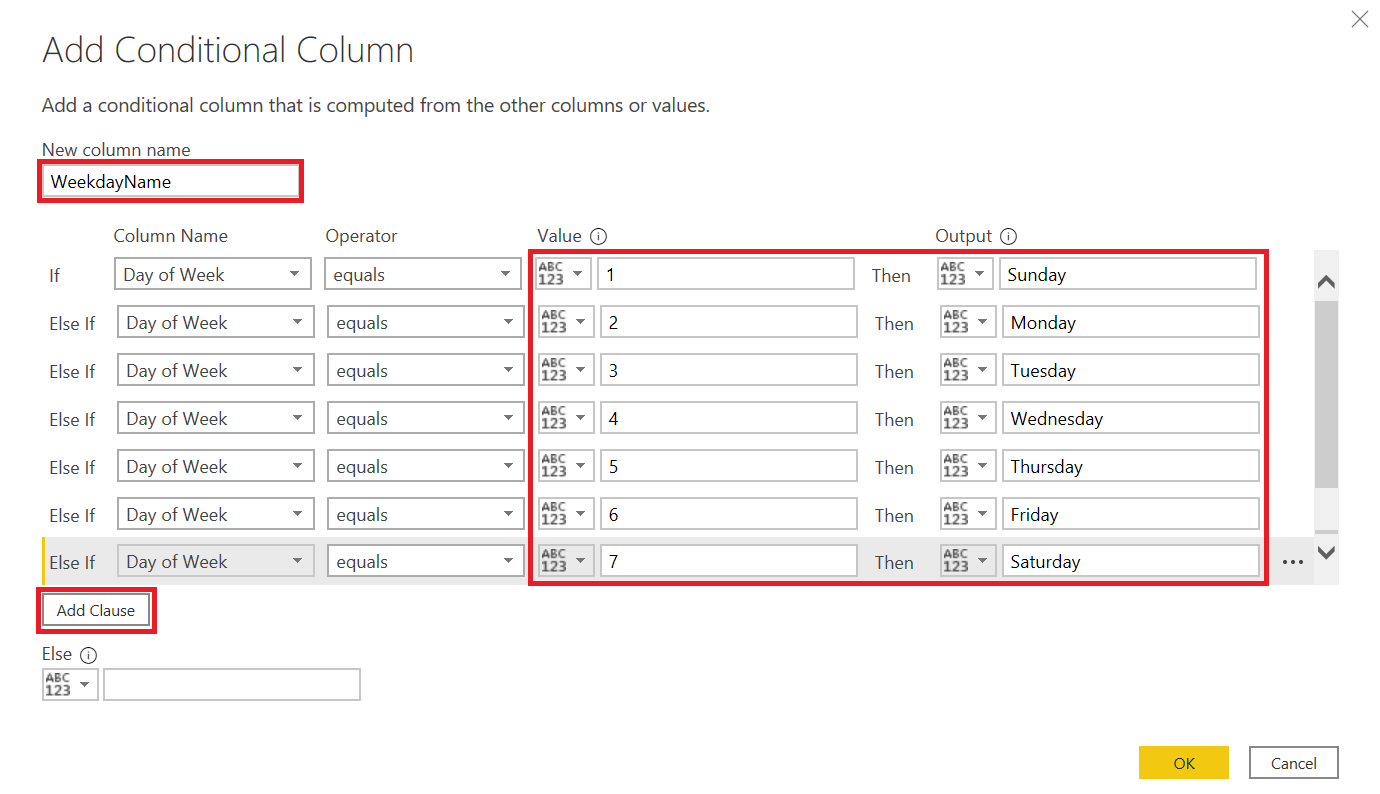 Add Conditional Column
Add a conditional column that is computed from the other columns or values.
New column name
WeekdayName
Column Name Operator Value Output
If Day of Week equals ABC 123 1 Then ABC 123 Sunday
Else If Day of Week equals ABC 123 2 Then ABC 123 Monday
Else If Day of Week equals ABC 123 3 Then ABC 123 Tuesday
Else If Day of Week equals ABC 123 4 Then ABC 123 Wednesday
Else If Day of Week equals ABC 123 5 Then ABC 123 Thursday
Else If Day of Week equals ABC 123 6 Then ABC 123 Friday
Else If Day of Week equals ABC 123 7 Then ABC 123 Saturday ...
Add Clause
Else
ABC 123
OK Cancel